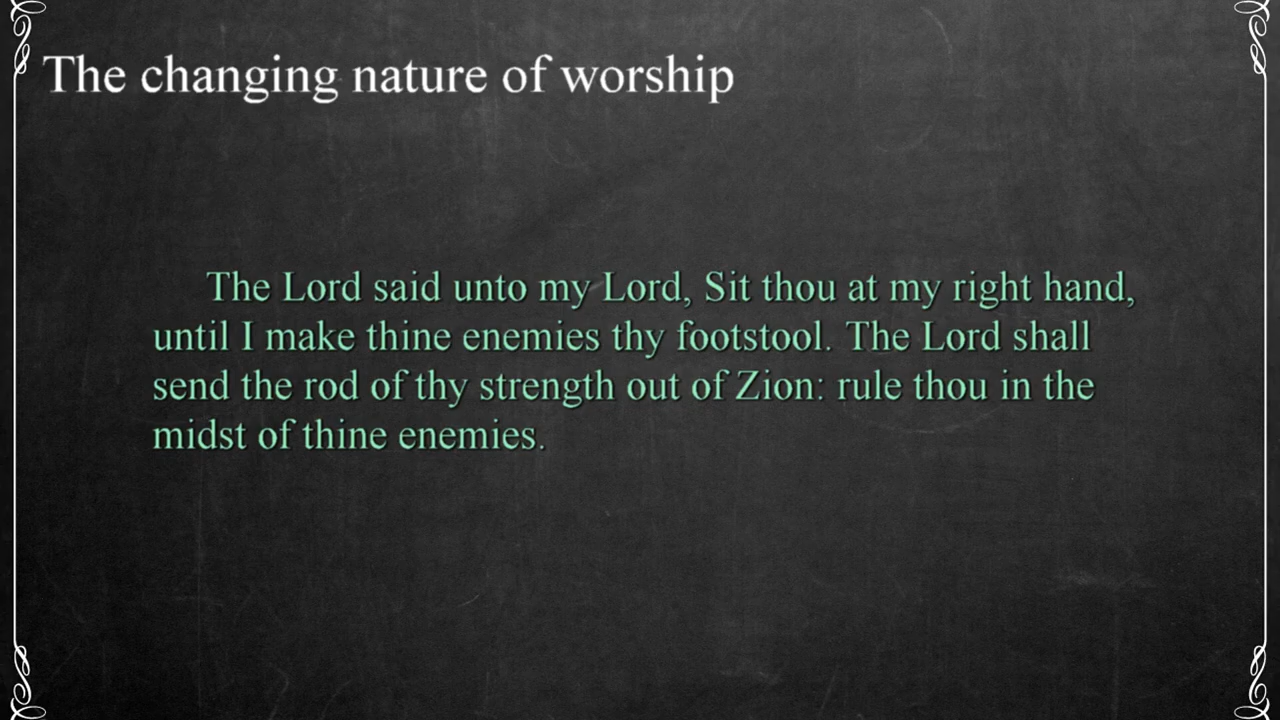 The changing nature of worship
The Lord said unto my Lord, Sit thou at my right hand,
until I make thine enemies thy footstool. The Lord shall
send the rod of thy strength out of Zion: rule thou in the
midst of thine enemies.